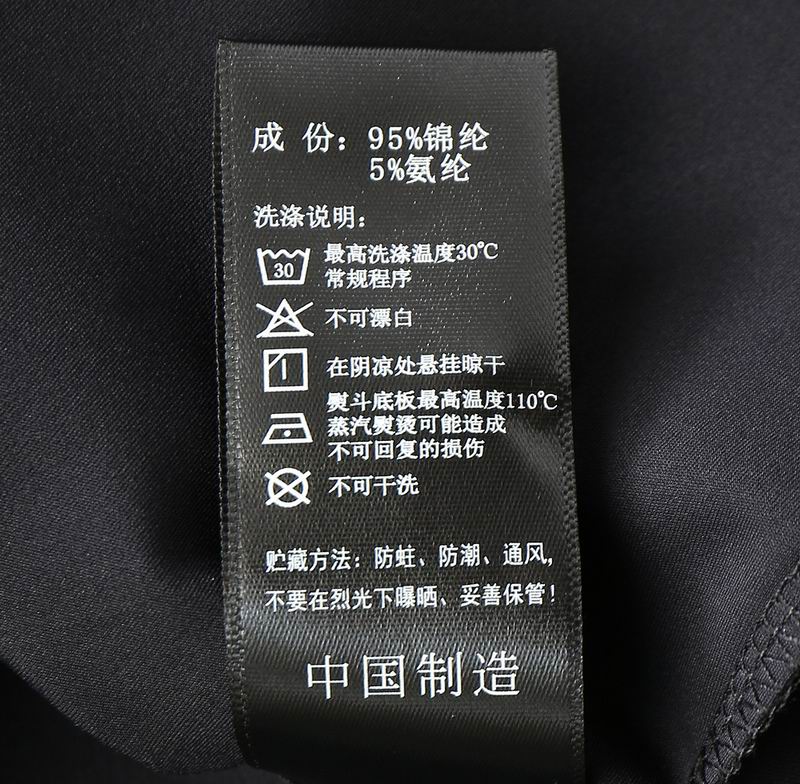 成 份：95%锦纶
5%氨纶
洗涤说明：
30
最高洗涤温度30℃
常规程序
不可漂白
在阴凉处悬挂晾干
熨斗底板最高温度110℃
蒸汽熨烫可能造成
不可回复的损伤
不可干洗
贮藏方法：防蛀、防潮、通风，
不要在烈光下曝晒、妥善保管！
中国制造